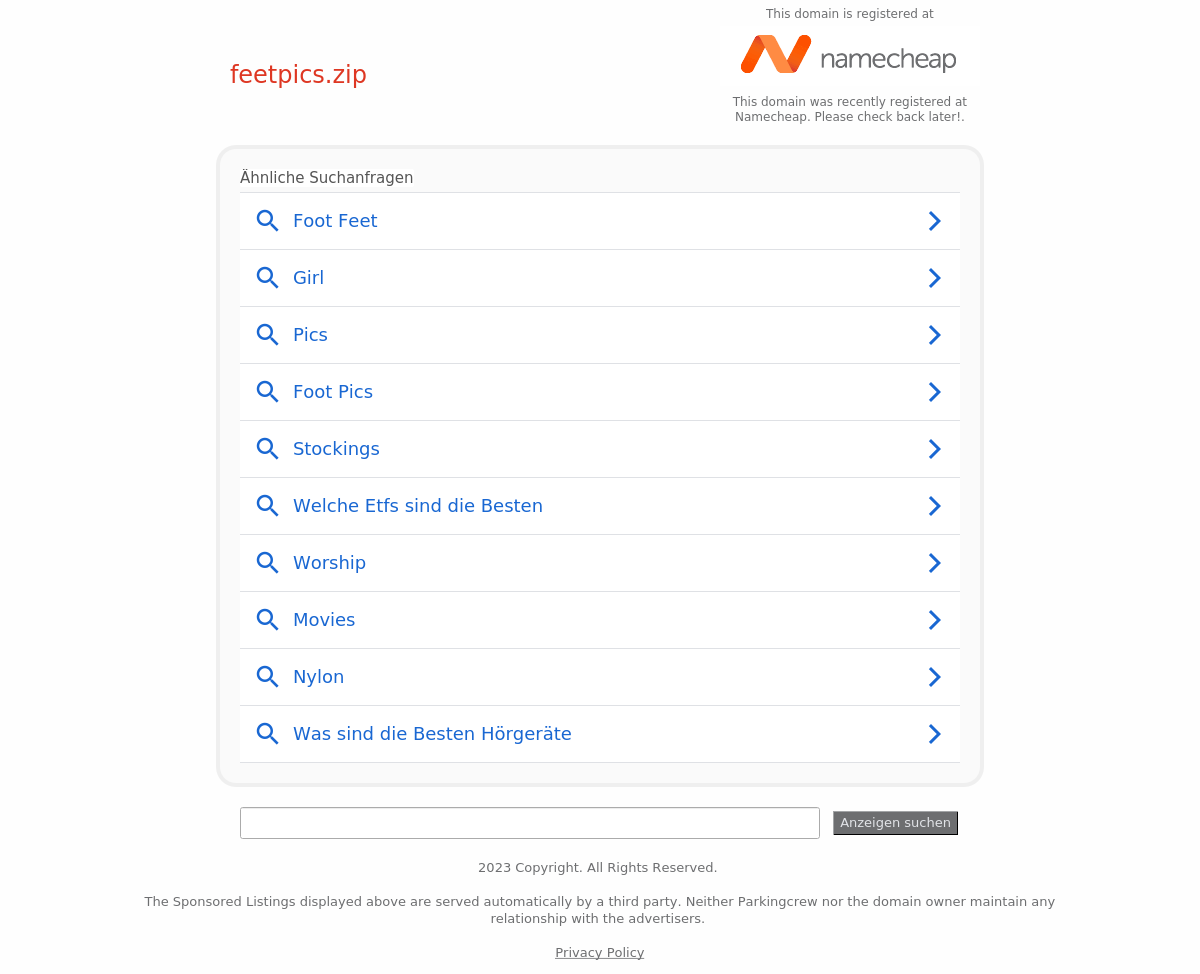 This domain is registered at
namecheap
feetpics.zip
This domain was recently registered at
Namecheap. Please check back later!.
Ähnliche Suchanfragen
Foot Feet
Girl
Pics
Foot Pics
Stockings
Welche Etfs sind die Besten
Worship
Movies
Nylon
Was sind die Besten Hörgeräte
Anzeigen suchen
2023 Copyright. All Rights Reserved.
The Sponsored Listings displayed above are served automatically by a third party. Neither Parkingcrew nor the domain owner maintain any
relationship with the advertisers.
Privacy Policy